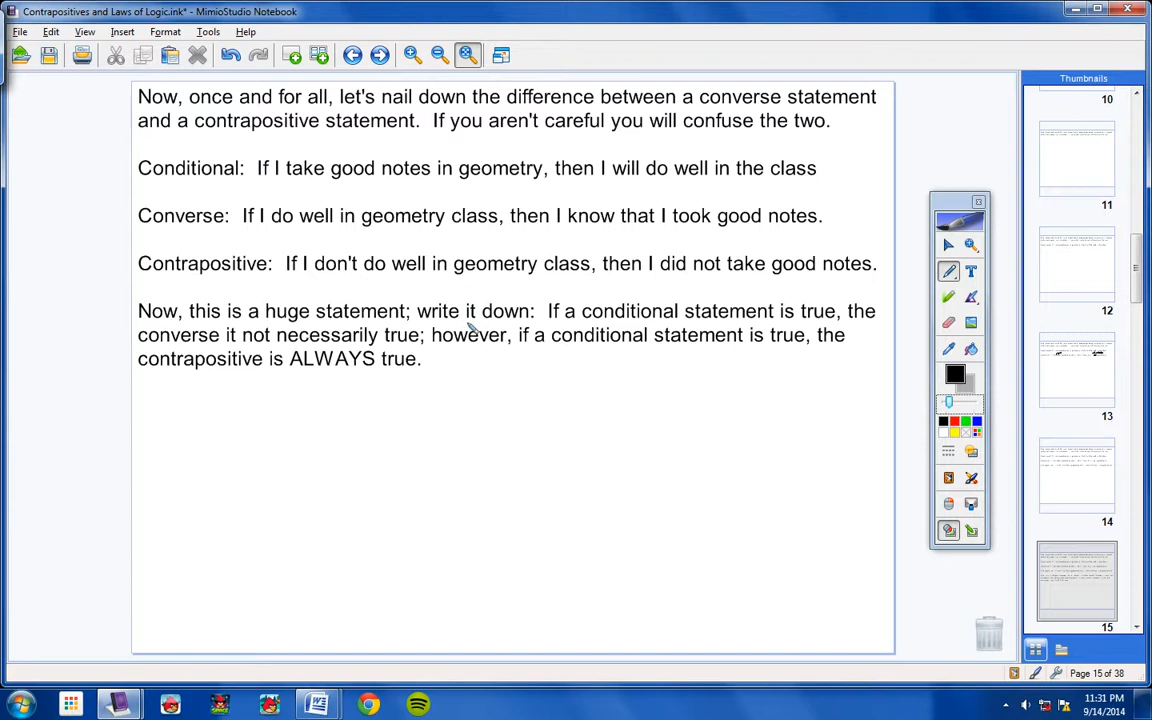 Contrapositives and Laws of Logic.ink* - MimioStudio Notebook
File Edit View Insert Format Tools Help
Thumbnails
Now, once and for all, let's nail down the difference between a converse statement
and a contrapositive statement. If you aren't careful you will confuse the two.
Conditional: If I take good notes in geometry, then I will do well in the class
Converse: If I do well in geometry class, then I know that I took good notes.
Contrapositive: If I don't do well in geometry class, then I did not take good notes.
Now, this is a huge statement; write it down: If a conditional statement is true, the
converse it not necessarily true; however, if a conditional statement is true, the
contrapositive is ALWAYS true.
10
11
12
13
14
15
Page 15 of 38
11:31 PM
9/14/2014